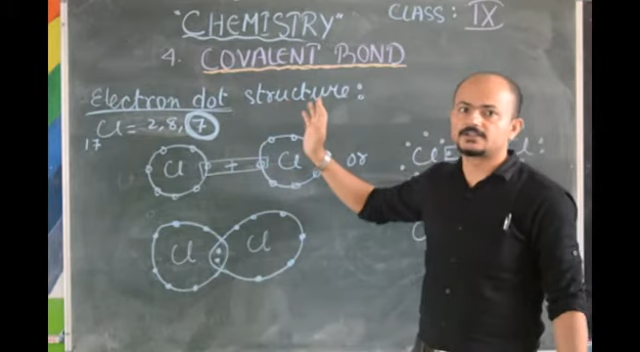 "CHEMISTRY"
CLASS: IX
4. COVALENT BOND
Electron dot structure:
Cl = 2, 8, 7
17
Cl + Cl or
Cl
Cl Cl